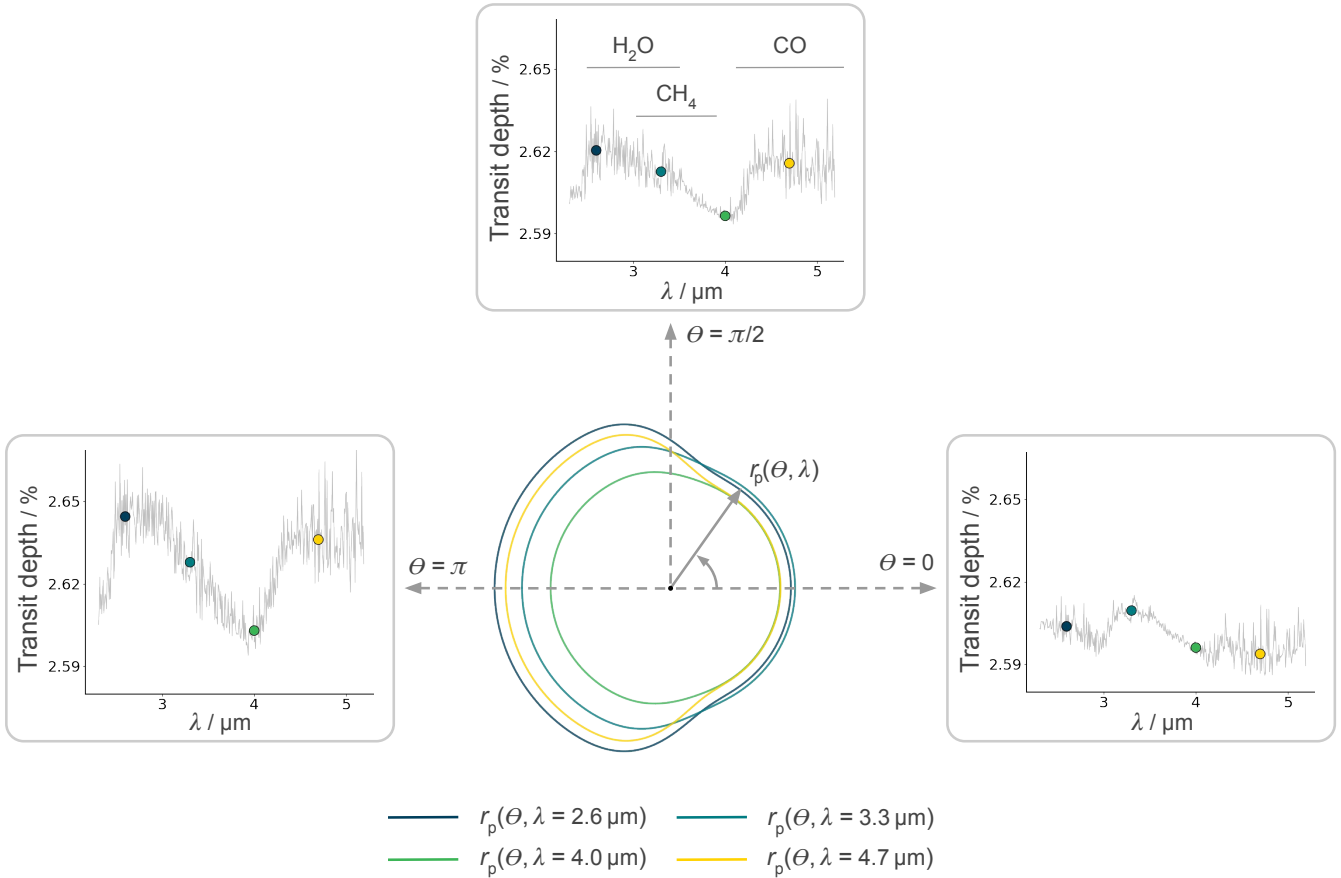 H₂O
CO
CH₄
Transit depth / %
2.65
2.62
2.59
3
4
5
λ / μm
Θ = π/2
Transit depth / %
2.65
2.62
2.59
3
4
5
λ / μm
Θ = π
rₚ(Θ, λ)
Θ = 0
Transit depth / %
2.65
2.62
2.59
3
4
5
λ / μm
rₚ(Θ, λ = 2.6 μm)
rₚ(Θ, λ = 3.3 μm)
rₚ(Θ, λ = 4.0 μm)
rₚ(Θ, λ = 4.7 μm)